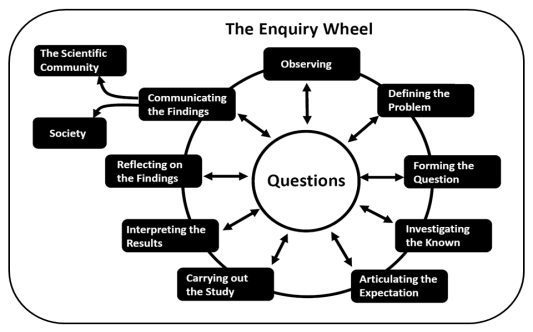 The Enquiry Wheel
The Scientific
Community
Society
Communicating
the Findings
Observing
Defining the
Problem
Reflecting on
the Findings
Questions
Forming the
Question
Interpreting the
Results
Investigating
the Known
Carrying out
the Study
Articulating the
Expectation